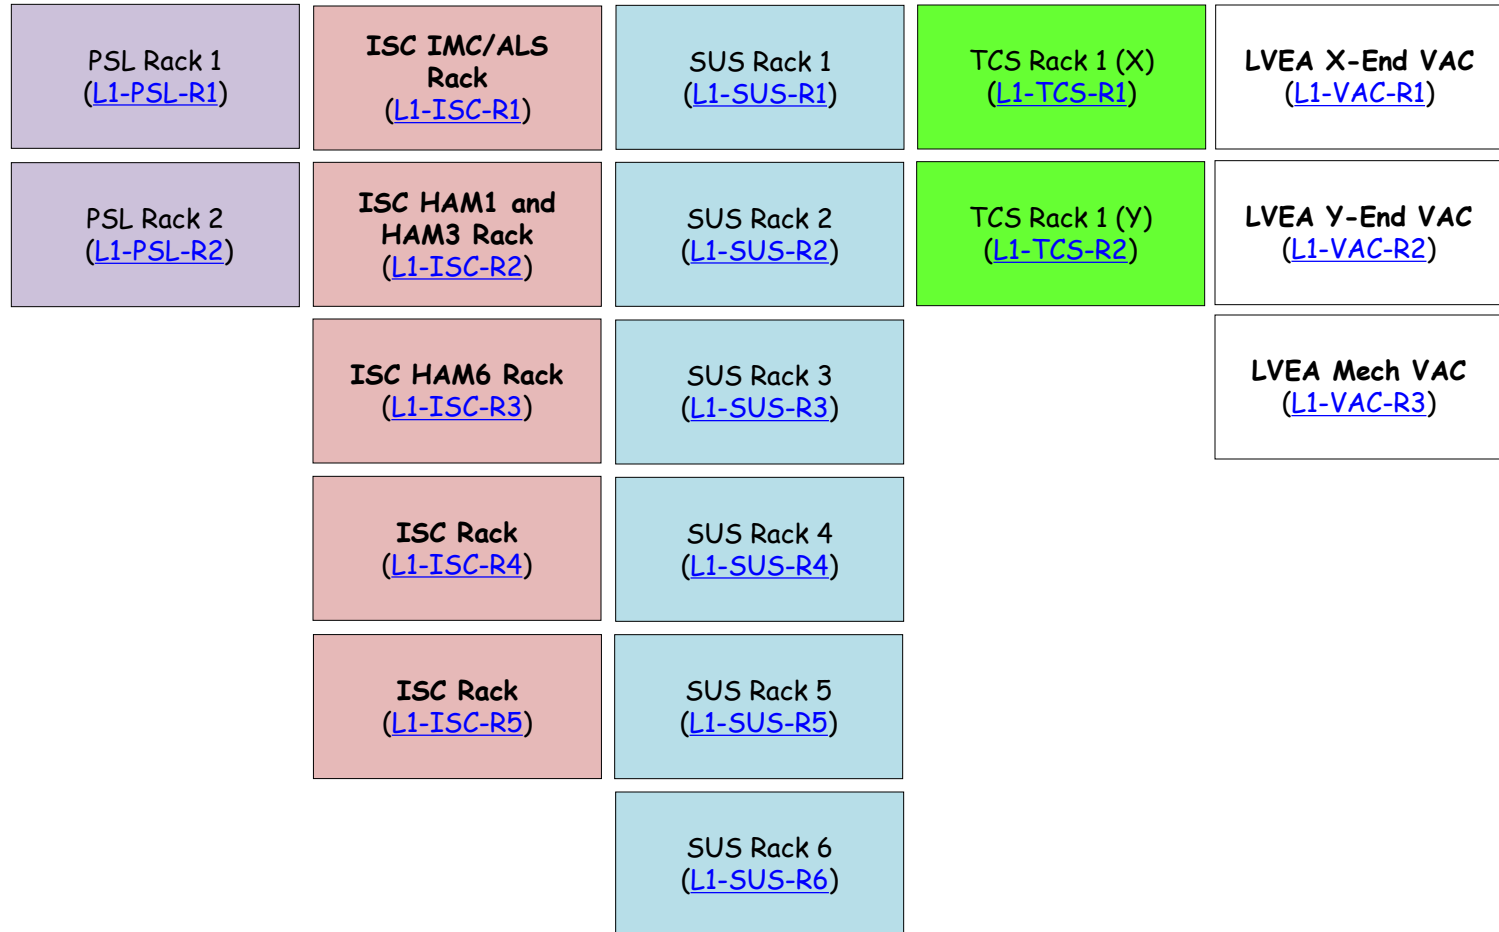 PSL Rack 1
(L1-PSL-R1)
ISC IMC/ALS
Rack
(L1-ISC-R1)
SUS Rack 1
(L1-SUS-R1)
TCS Rack 1 (X)
(L1-TCS-R1)
LVEA X-End VAC
(L1-VAC-R1)
PSL Rack 2
(L1-PSL-R2)
ISC HAM1 and
HAM3 Rack
(L1-ISC-R2)
SUS Rack 2
(L1-SUS-R2)
TCS Rack 1 (Y)
(L1-TCS-R2)
LVEA Y-End VAC
(L1-VAC-R2)
ISC HAM6 Rack
(L1-ISC-R3)
SUS Rack 3
(L1-SUS-R3)
LVEA Mech VAC
(L1-VAC-R3)
ISC Rack
(L1-ISC-R4)
SUS Rack 4
(L1-SUS-R4)
ISC Rack
(L1-ISC-R5)
SUS Rack 5
(L1-SUS-R5)
SUS Rack 6
(L1-SUS-R6)